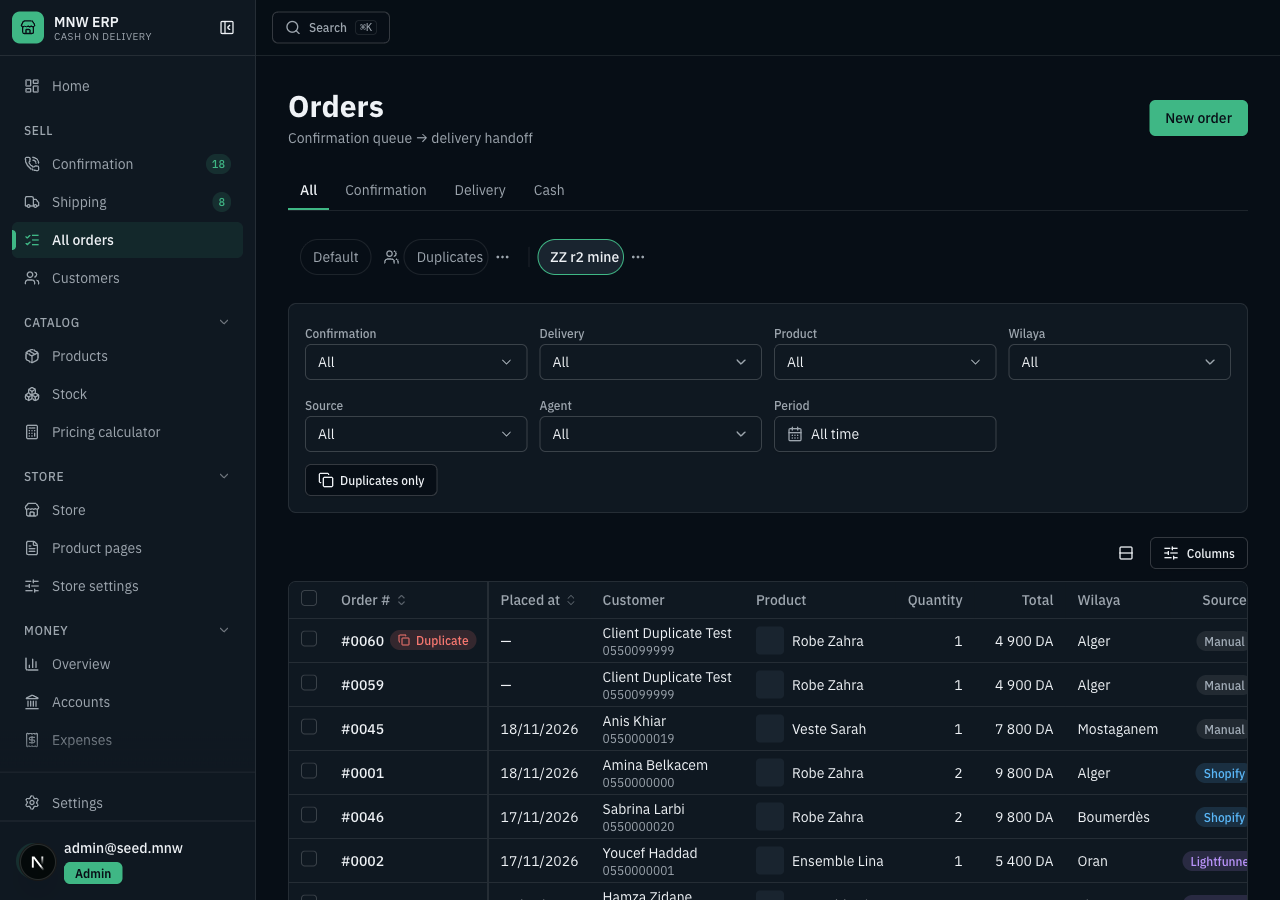 MNW ERP
CASH ON DELIVERY
Search ⌘K
Home
SELL
Confirmation 18
Shipping 8
All orders
Customers
CATALOG
Products
Stock
Pricing calculator
STORE
Store
Product pages
Store settings
MONEY
Overview
Accounts
Expenses
Settings
N
admin@seed.mnw
Admin
Orders
Confirmation queue → delivery handoff
New order
All Confirmation Delivery Cash
Default Duplicates ··· ZZ r2 mine ···
Confirmation Delivery Product Wilaya
All All All All
Source Agent Period
All All All time
Duplicates only
Columns
Order # Placed at Customer Product Quantity Total Wilaya Source
#0060 Duplicate — Client Duplicate Test Robe Zahra 1 4 900 DA Alger Manual
0550099999
#0059 — Client Duplicate Test Robe Zahra 1 4 900 DA Alger Manual
0550099999
#0045 18/11/2026 Anis Khiar Veste Sarah 1 7 800 DA Mostaganem Manual
0550000019
#0001 18/11/2026 Amina Belkacem Robe Zahra 2 9 800 DA Alger Shopify
0550000000
#0046 17/11/2026 Sabrina Larbi Robe Zahra 2 9 800 DA Boumerdès Shopify
0550000020
#0002 17/11/2026 Youcef Haddad Ensemble Lina 1 5 400 DA Oran Lightfunne
0550000001
Hamza Zidane